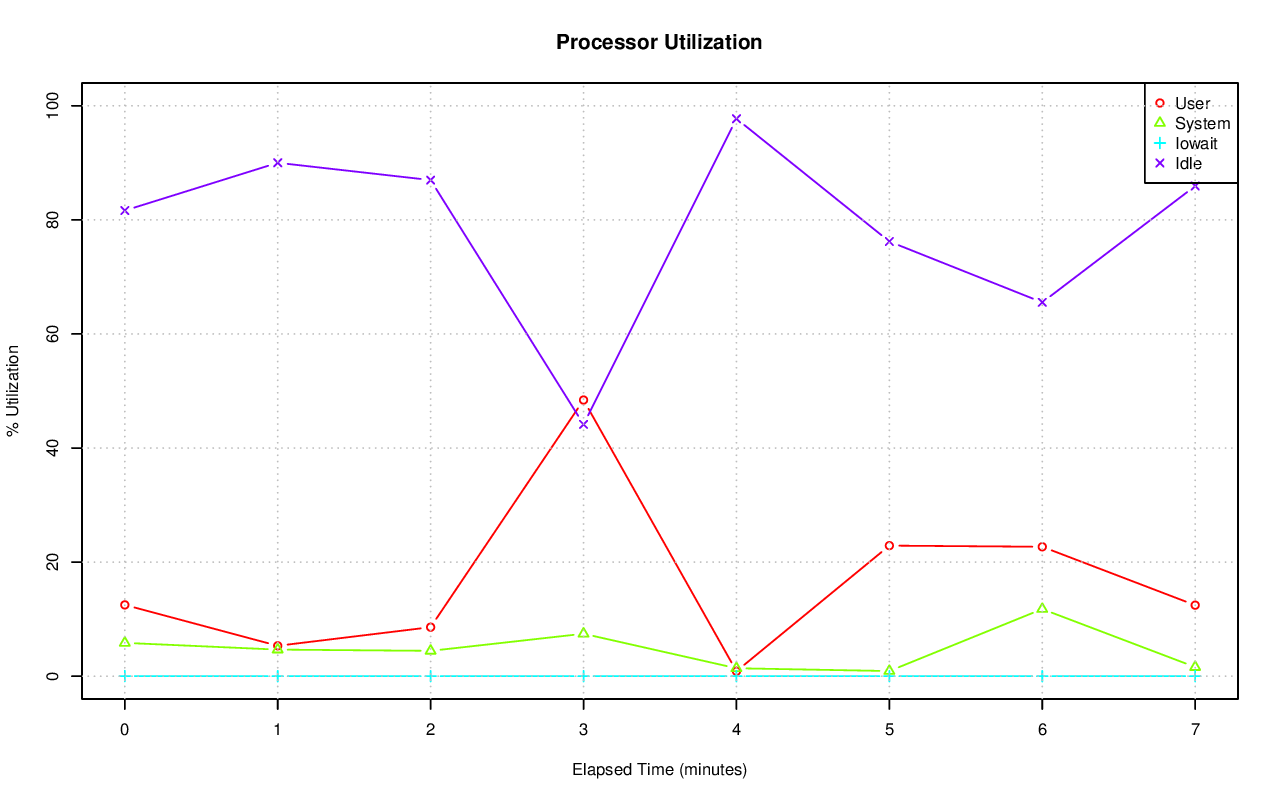 Processor Utilization
% Utilization
100
80
60
40
20
0
User
System
Iowait
Idle
0 1 2 3 4 5 6 7
Elapsed Time (minutes)